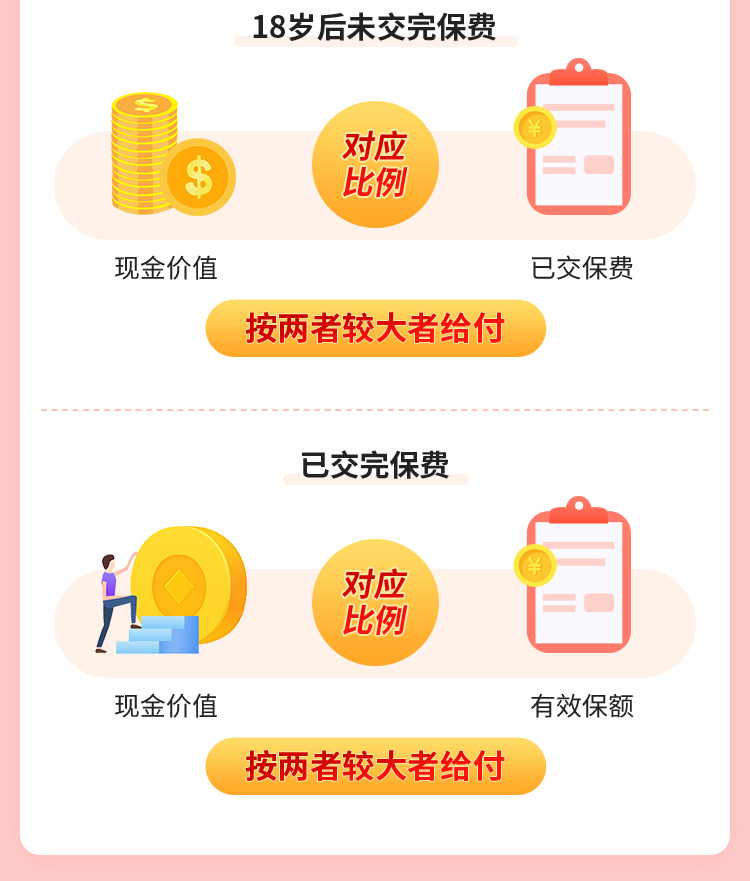 18岁后未交完保费
$
$
¥
对应
比例
现金价值
已交保费
按两者较大者给付
已交完保费
¥
对应
比例
现金价值
有效保额
按两者较大者给付